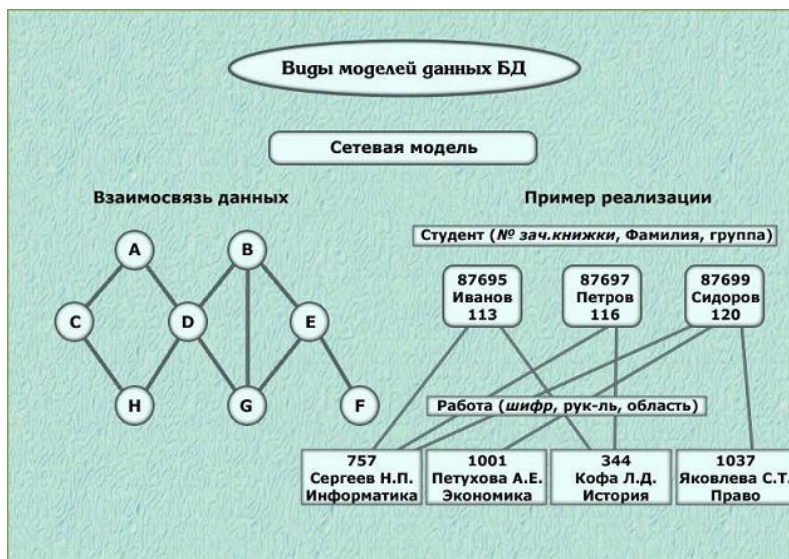 Виды моделей данных БД
Сетевая модель
Взаимосвязь данных
A
B
C
D
E
H
G
F
Пример реализации
Студент (№ зач.книжки, Фамилия, группа)
87695
Иванов
113
87697
Петров
116
87699
Сидоров
120
Работа (шифр, рук-ль, область)
757
Сергеев Н.П.
Информатика
1001
Петухова А.Е.
Экономика
344
Кофа Л.Д.
История
1037
Яковлева С.Т.
Право